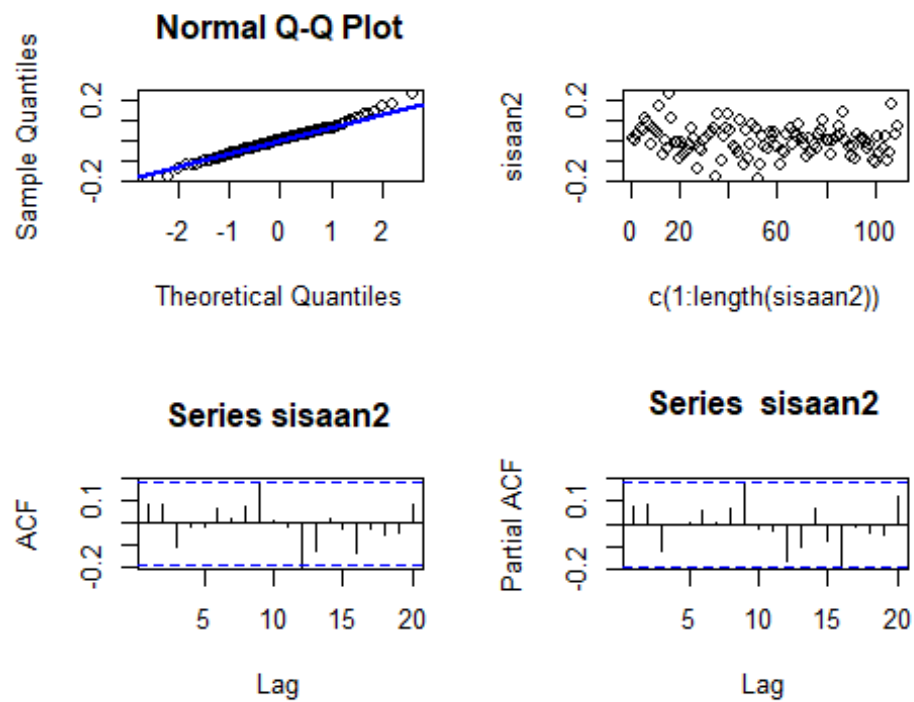 Normal Q-Q Plot
Sample Quantiles
0.2
-0.2
-2 -1 0 1 2
Theoretical Quantiles
sisaan2
0.2
-0.2
0 20 60 100
c(1:length(sisaan2))
Series sisaan2
ACF
0.1
-0.2
5 10 15 20
Lag
Series sisaan2
Partial ACF
0.1
-0.2
5 10 15 20
Lag